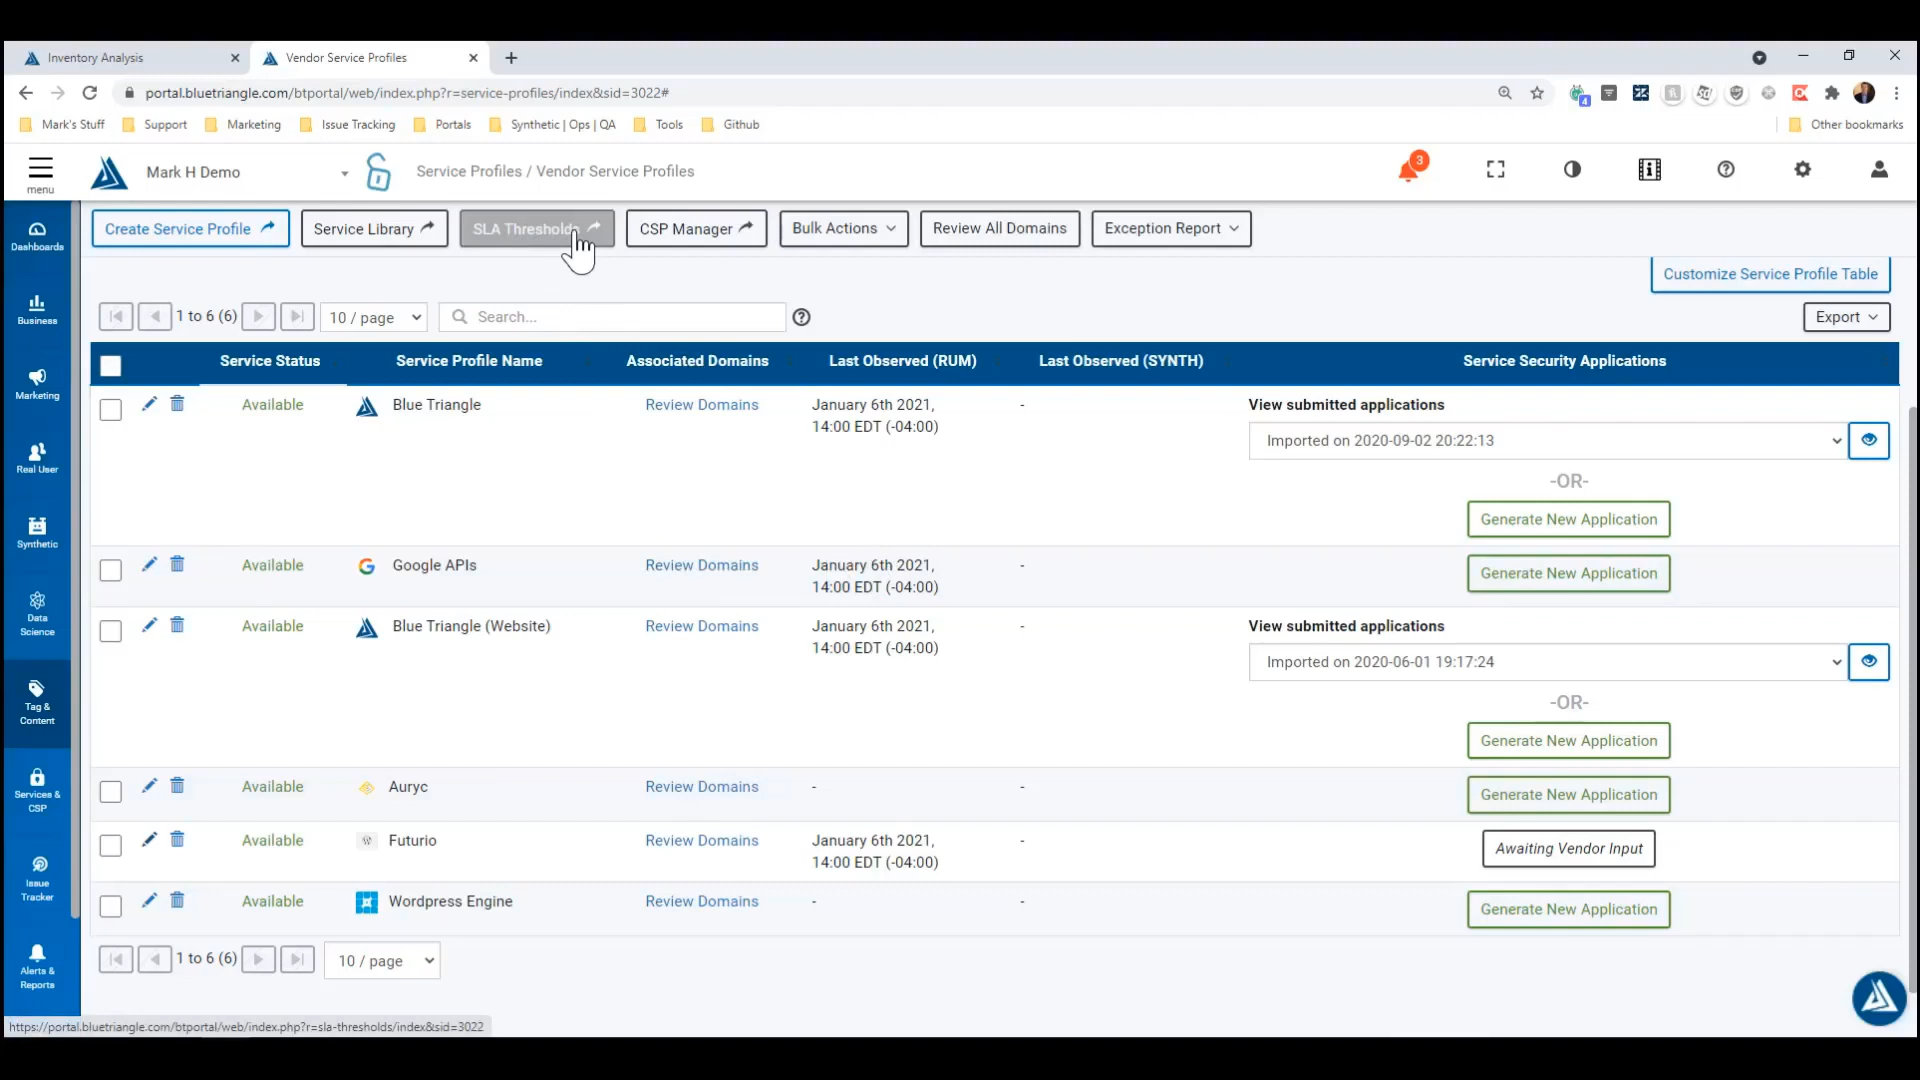 Inventory Analysis
Vendor Service Profiles
portal.bluetriangle.com/btportal/web/index.php?r=service-profiles/index&sid=3022#
4
Mark's Stuff Support Marketing Issue Tracking Portals Synthetic | Ops | QA Tools Github Other bookmarks
menu
Mark H Demo
Service Profiles / Vendor Service Profiles
3
Create Service Profile Service Library SLA Thresholds CSP Manager Bulk Actions Review All Domains Exception Report
Customize Service Profile Table
1 to 6 (6) 10 / page Search... Export
Service Status Service Profile Name Associated Domains Last Observed (RUM) Last Observed (SYNTH) Service Security Applications
Available Blue Triangle Review Domains January 6th 2021, - View submitted applications
14:00 EDT (-04:00)
Imported on 2020-09-02 20:22:13
-OR-
Generate New Application
Available Google APIs Review Domains January 6th 2021, - Generate New Application
14:00 EDT (-04:00)
Available Blue Triangle (Website) Review Domains January 6th 2021, - View submitted applications
14:00 EDT (-04:00)
Imported on 2020-06-01 19:17:24
-OR-
Generate New Application
Available Auryc Review Domains - - Generate New Application
Available Futurio Review Domains January 6th 2021, - Awaiting Vendor Input
14:00 EDT (-04:00)
Available Wordpress Engine Review Domains - - Generate New Application
1 to 6 (6) 10 / page
Dashboards
Business
Marketing
Real User
Synthetic
Data
Science
Tag &
Content
Services &
CSP
Issue
Tracker
Alerts &
Reports
https://portal.bluetriangle.com/btportal/web/index.php?r=sla-thresholds/index&sid=3022